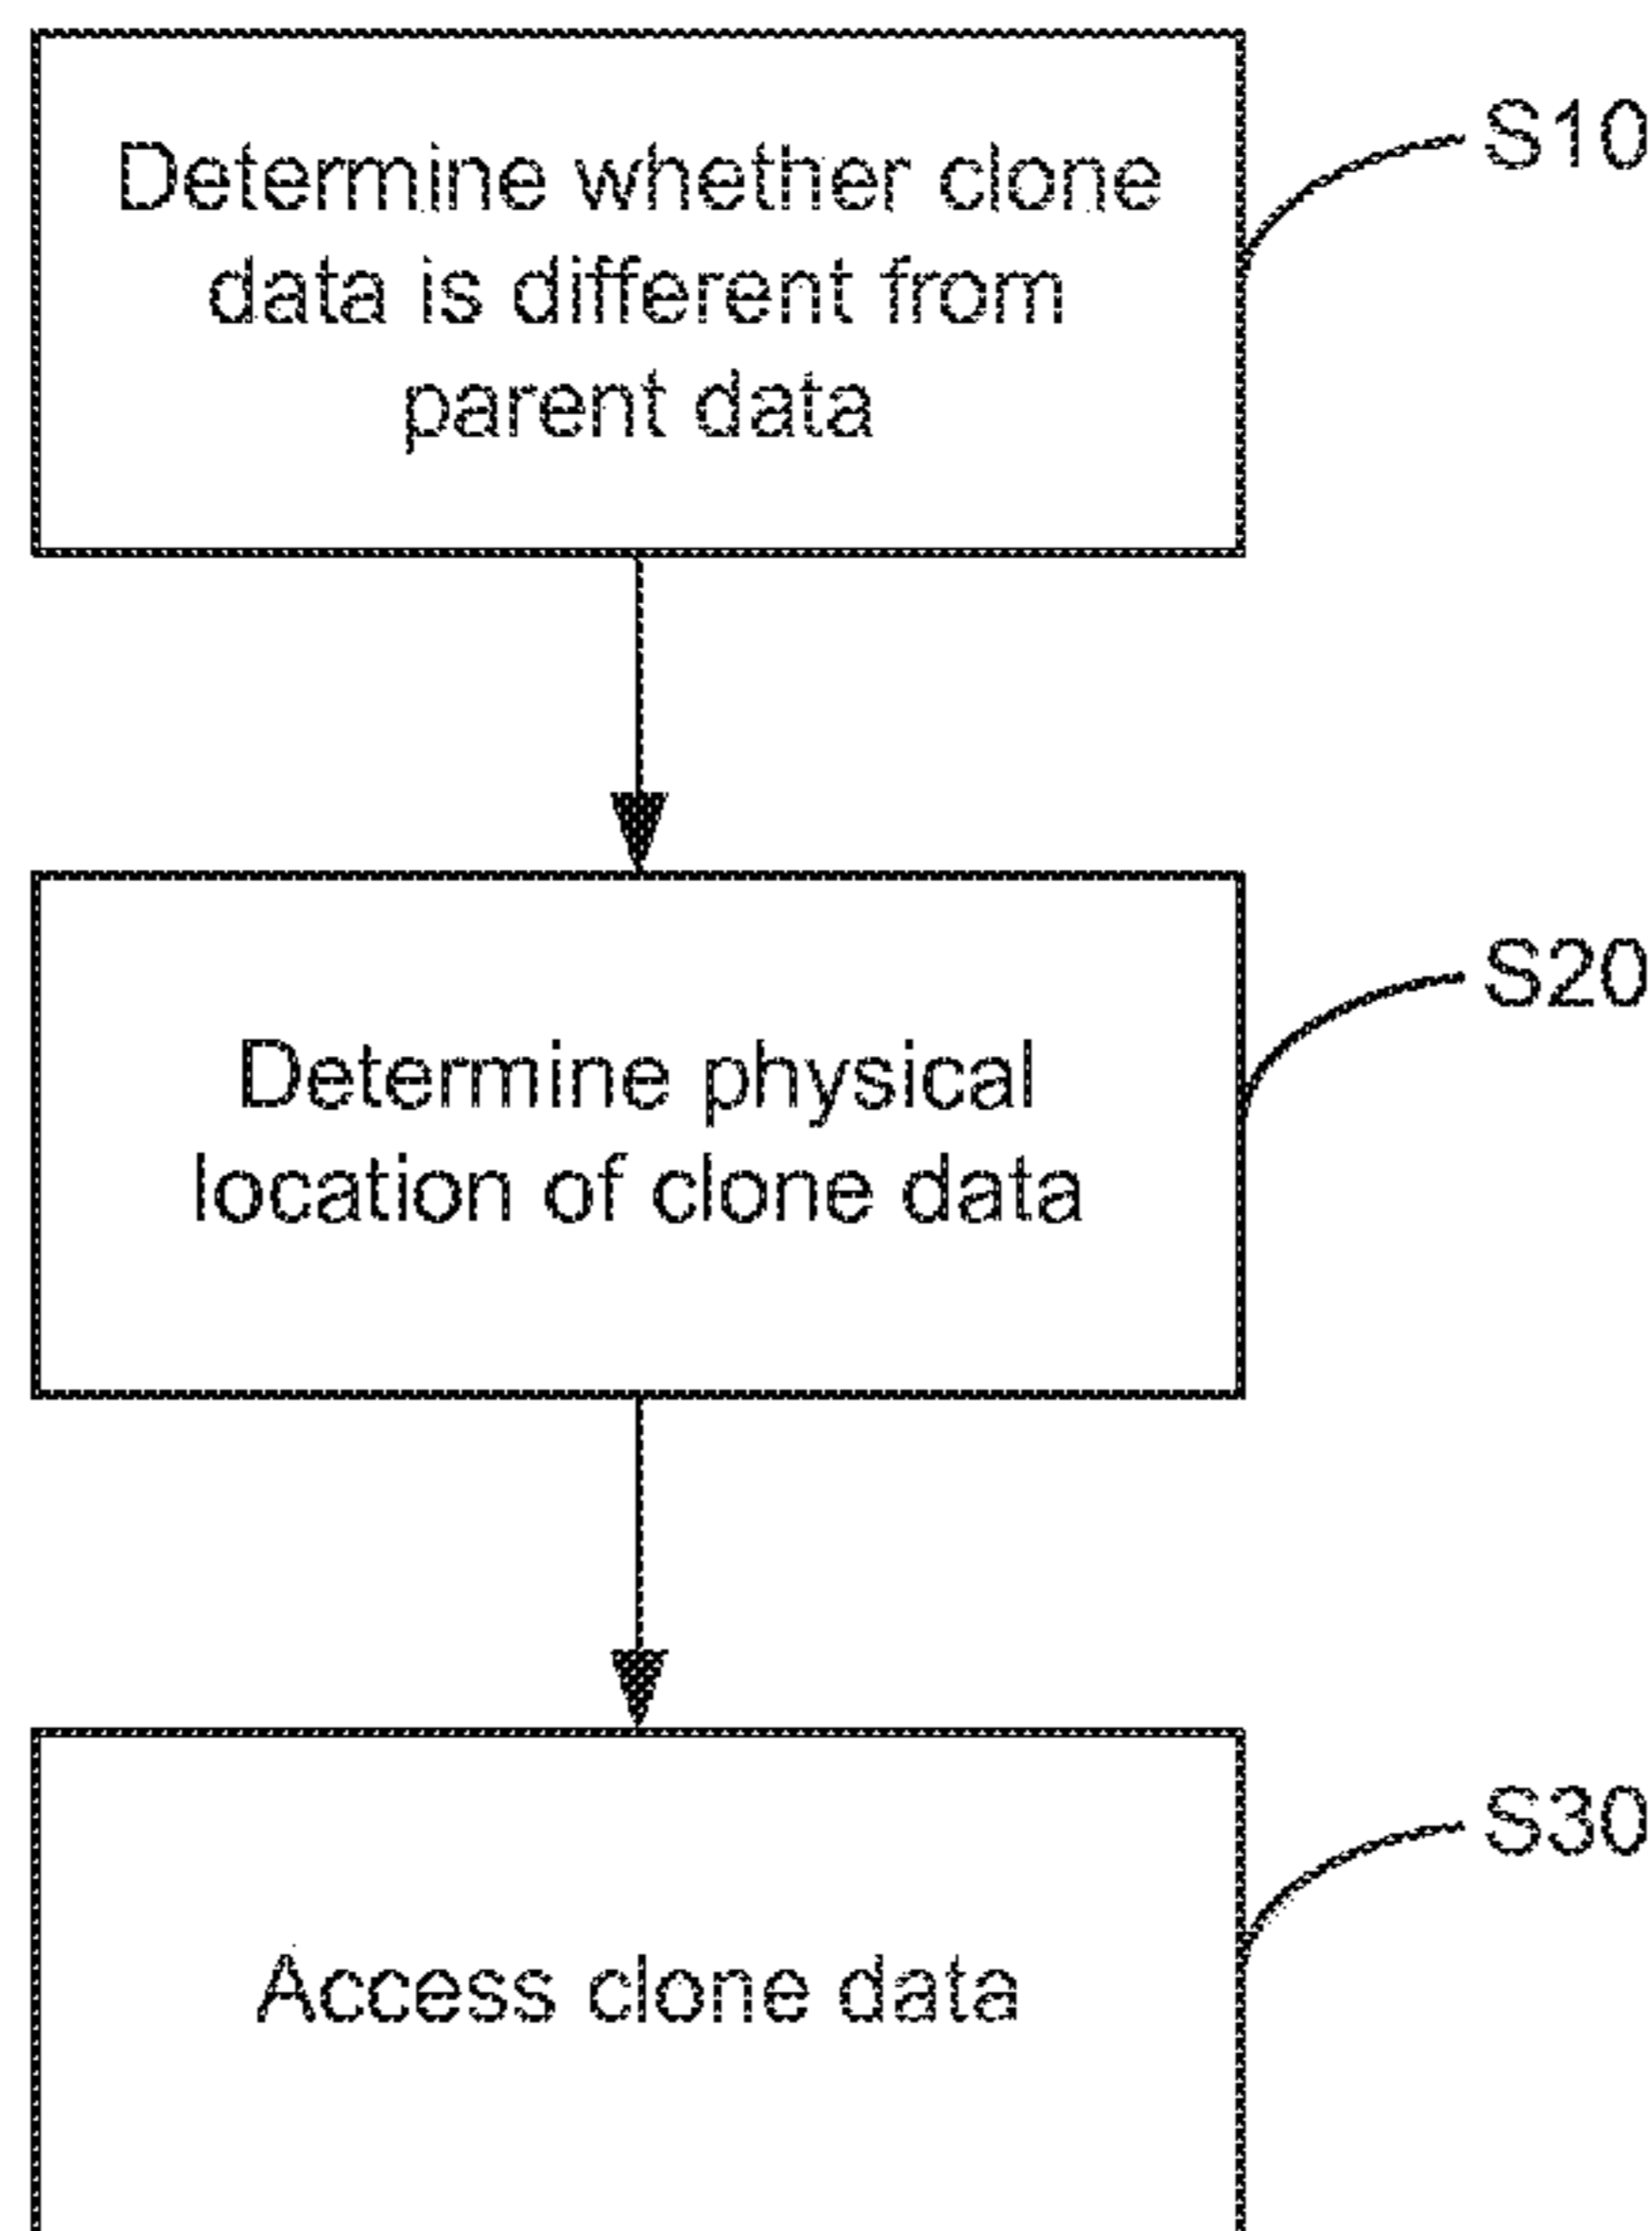 Determine whether clone
data is different from
parent data
S10
Determine physical
location of clone data
S20
Access clone data
S30